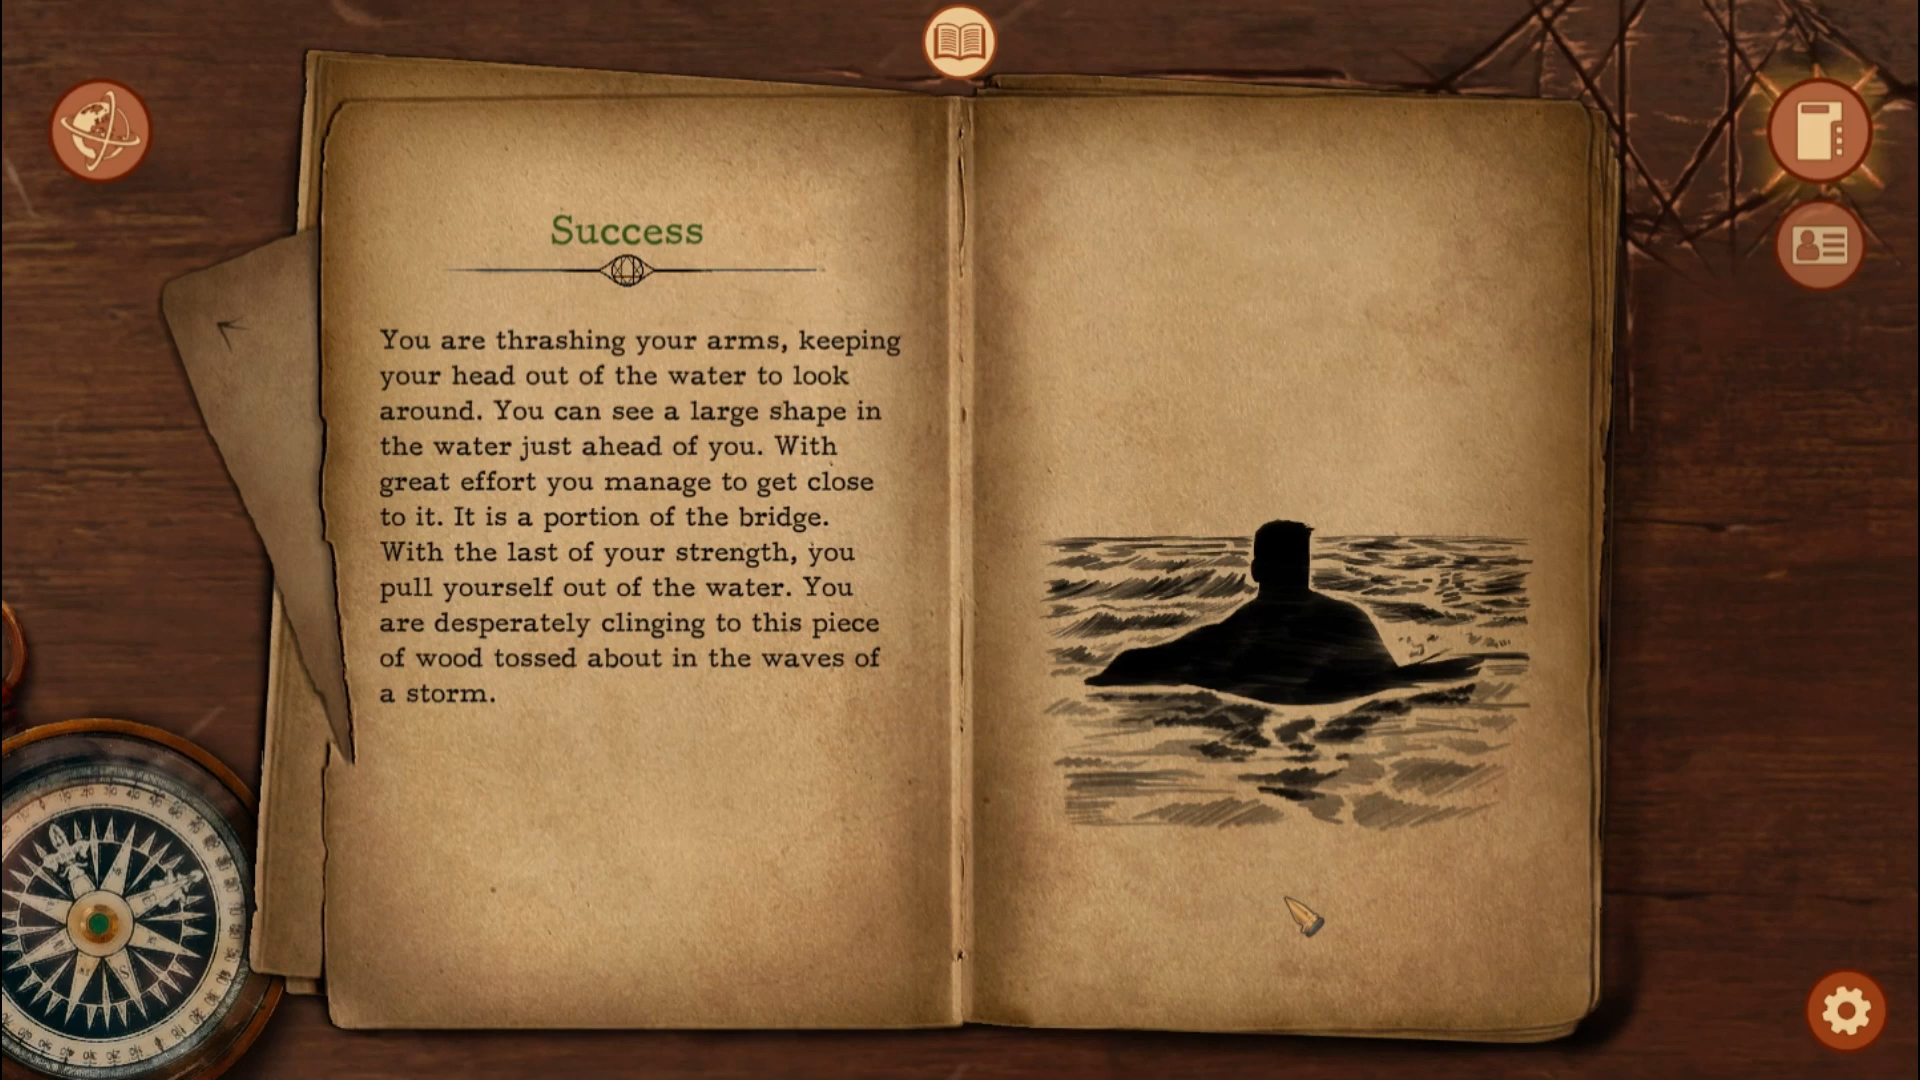 Success
You are thrashing your arms, keeping
your head out of the water to look
around. You can see a large shape in
the water just ahead of you. With
great effort you manage to get close
to it. It is a portion of the bridge.
With the last of your strength, you
pull yourself out of the water. You
are desperately clinging to this piece
of wood tossed about in the waves of
a storm.